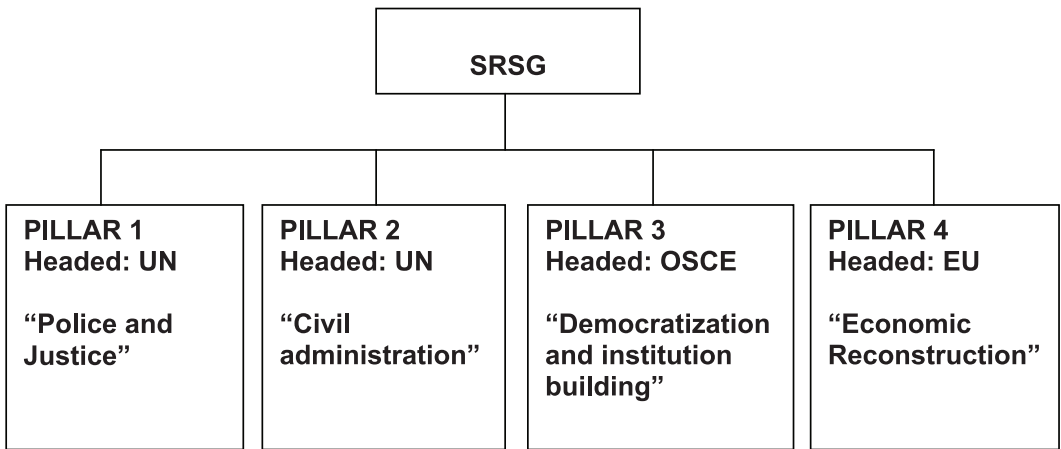 SRSG
PILLAR 1
Headed: UN
“Police and
Justice”
PILLAR 2
Headed: UN
“Civil
administration”
PILLAR 3
Headed: OSCE
“Democratization
and institution
building”
PILLAR 4
Headed: EU
“Economic
Reconstruction”